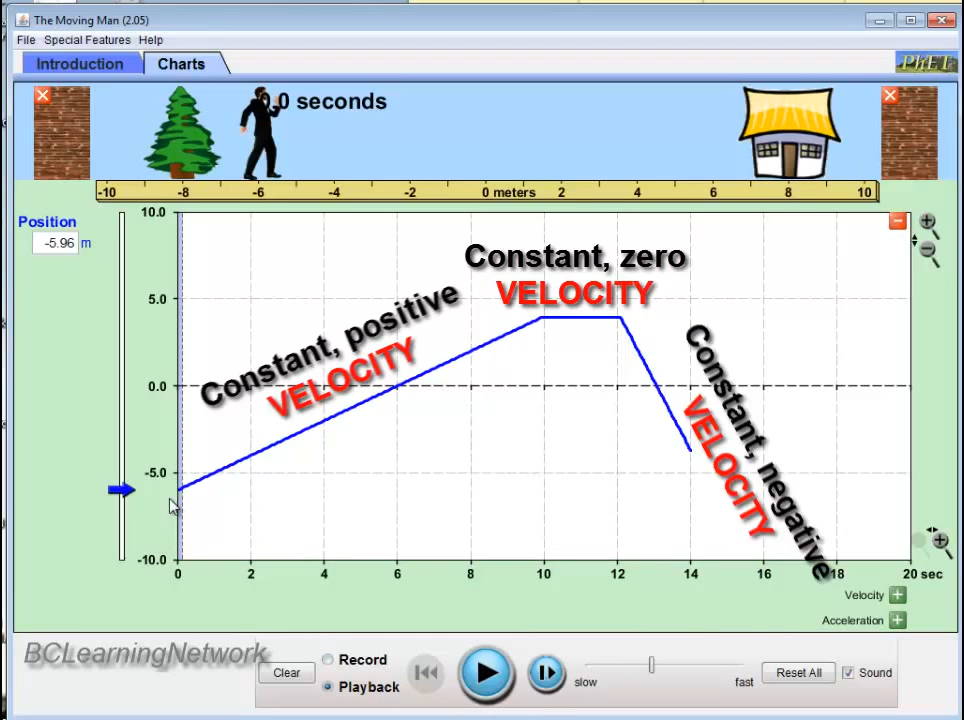 The Moving Man (2.05)
File Special Features Help
Introduction Charts
PhET
0.0 seconds
-10 -8 -6 -4 -2 0 meters 2 4 6 8 10
Position
-5.96 m
10.0
5.0
0.0
-5.0
-10.0
Constant, positive
VELOCITY
Constant, zero
VELOCITY
Constant, negative
VELOCITY
0 2 4 6 8 10 12 14 16 18 20 sec
Velocity
Acceleration
BCLearningNetwork
Clear
Record
Playback
slow
fast
Reset All
Sound